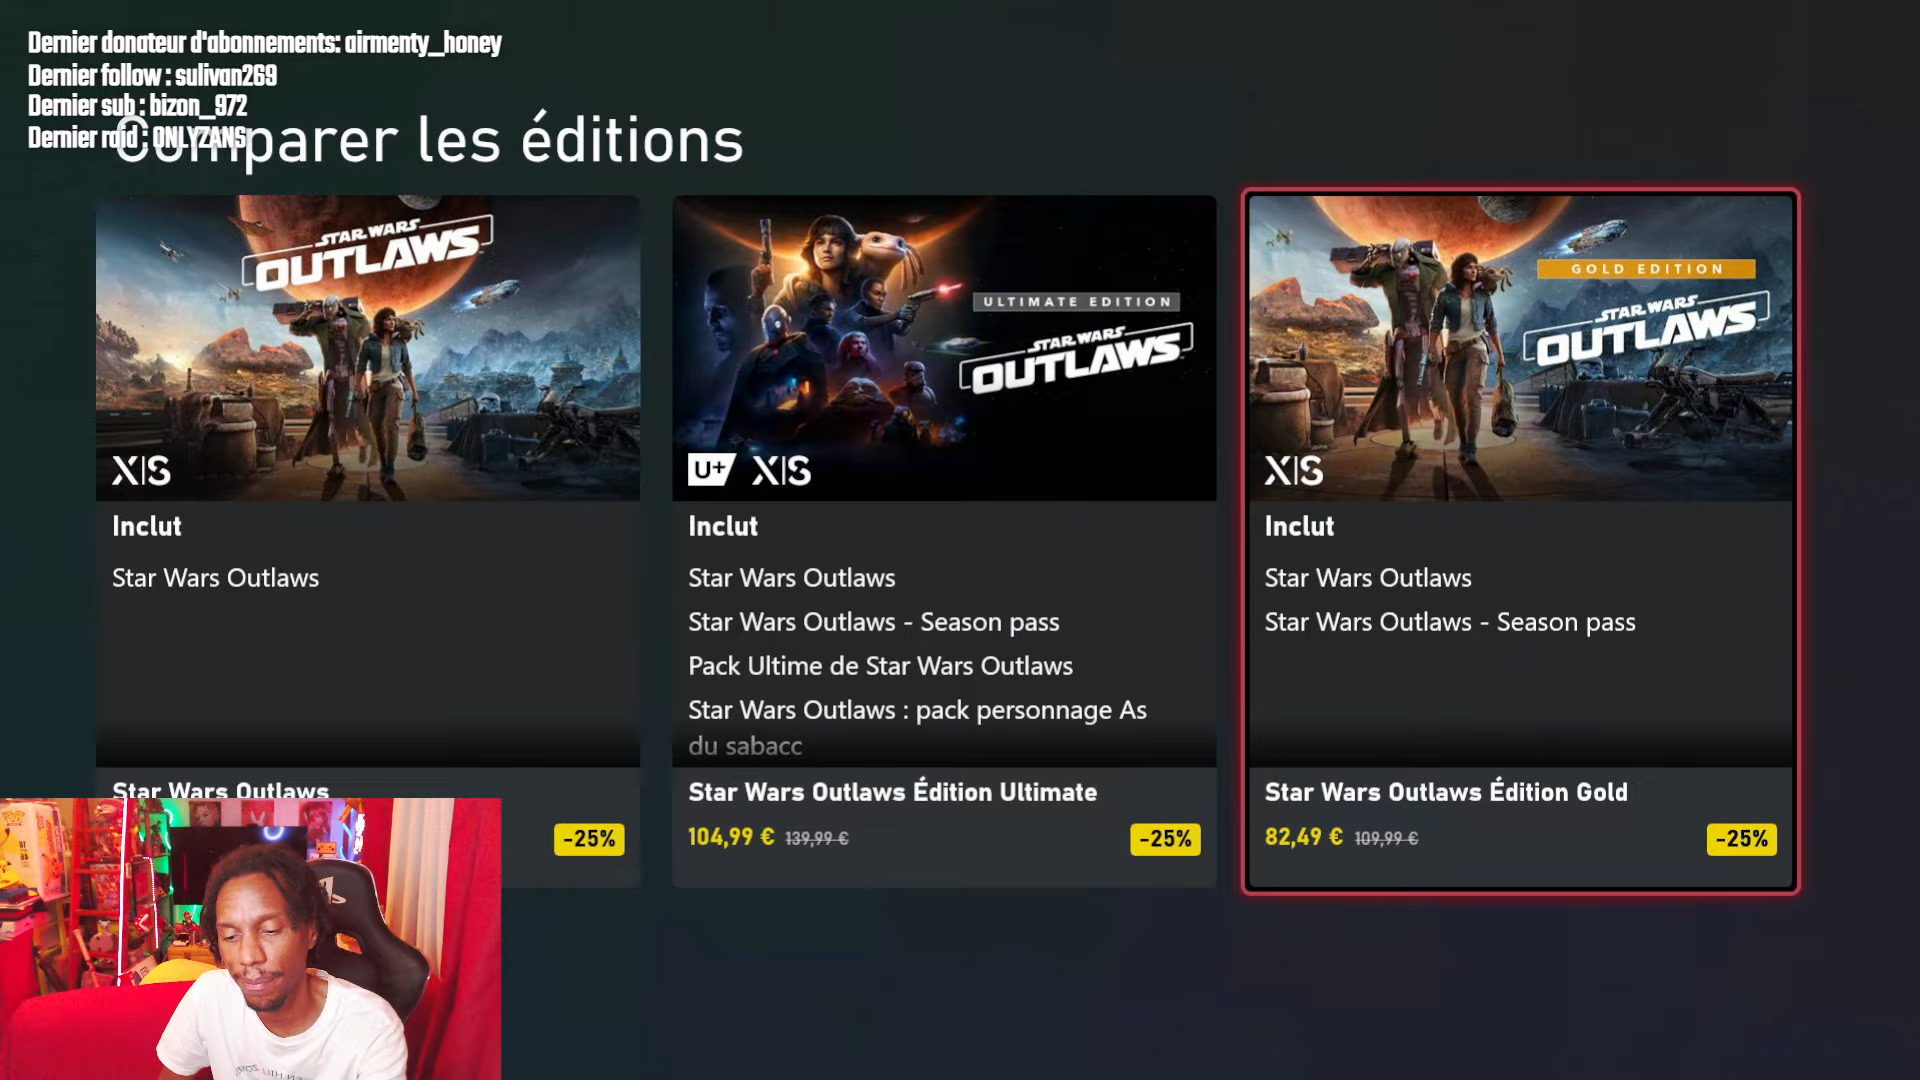 Dernier donateur d'abonnements: airmenty_honey
Dernier follow : sulivan269
Dernier sub : bizon_972
Dernier raid : ONLYZANS
Comparer les éditions
STAR WARS
OUTLAWS
X|S
Inclut
Star Wars Outlaws
Star Wars Outlaws
-25%
ULTIMATE EDITION
STAR WARS
OUTLAWS
U+ X|S
Inclut
Star Wars Outlaws
Star Wars Outlaws - Season pass
Pack Ultime de Star Wars Outlaws
Star Wars Outlaws : pack personnage As
du sabacc
Star Wars Outlaws Édition Ultimate
104,99 € 139,99 €
-25%
GOLD EDITION
STAR WARS
OUTLAWS
X|S
Inclut
Star Wars Outlaws
Star Wars Outlaws - Season pass
Star Wars Outlaws Édition Gold
82,49 € 109,99 €
-25%